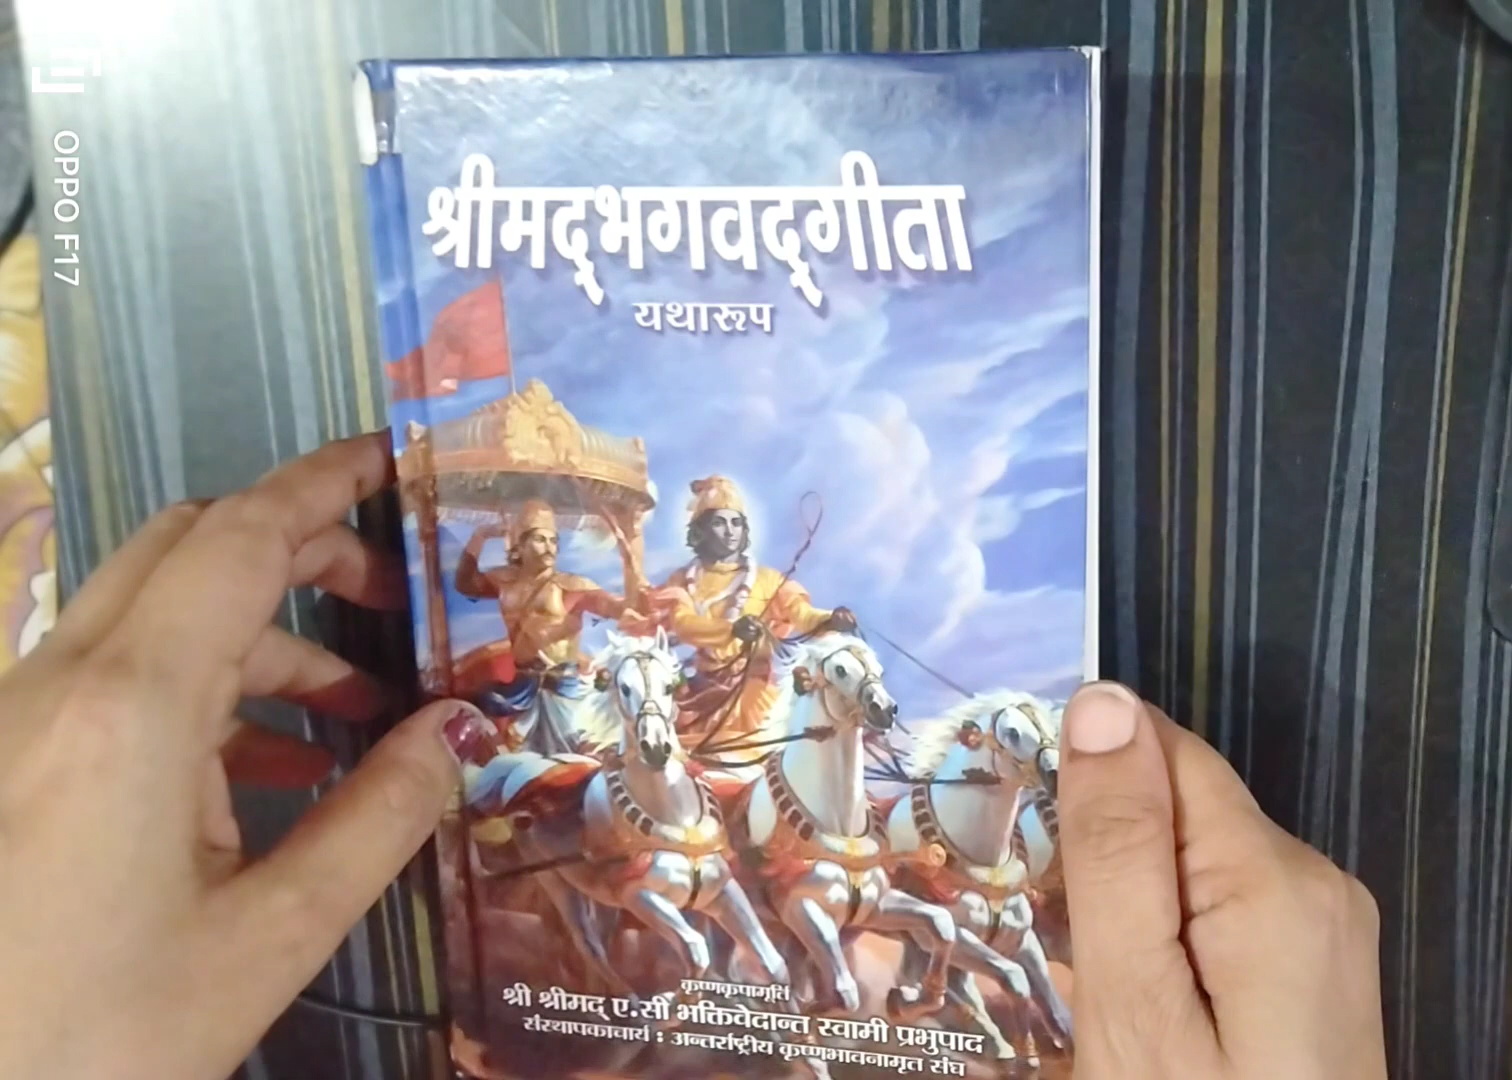 श्रीमद्भगवद्गीता
यथारूप
कृष्णकृपामूर्ति
श्री श्रीमद् ए.सी भक्तिवेदान्त स्वामी प्रभुपाद
संस्थापकाचार्य : अन्तर्राष्ट्रीय कृष्णभावनामृत संघ
OPPO F17